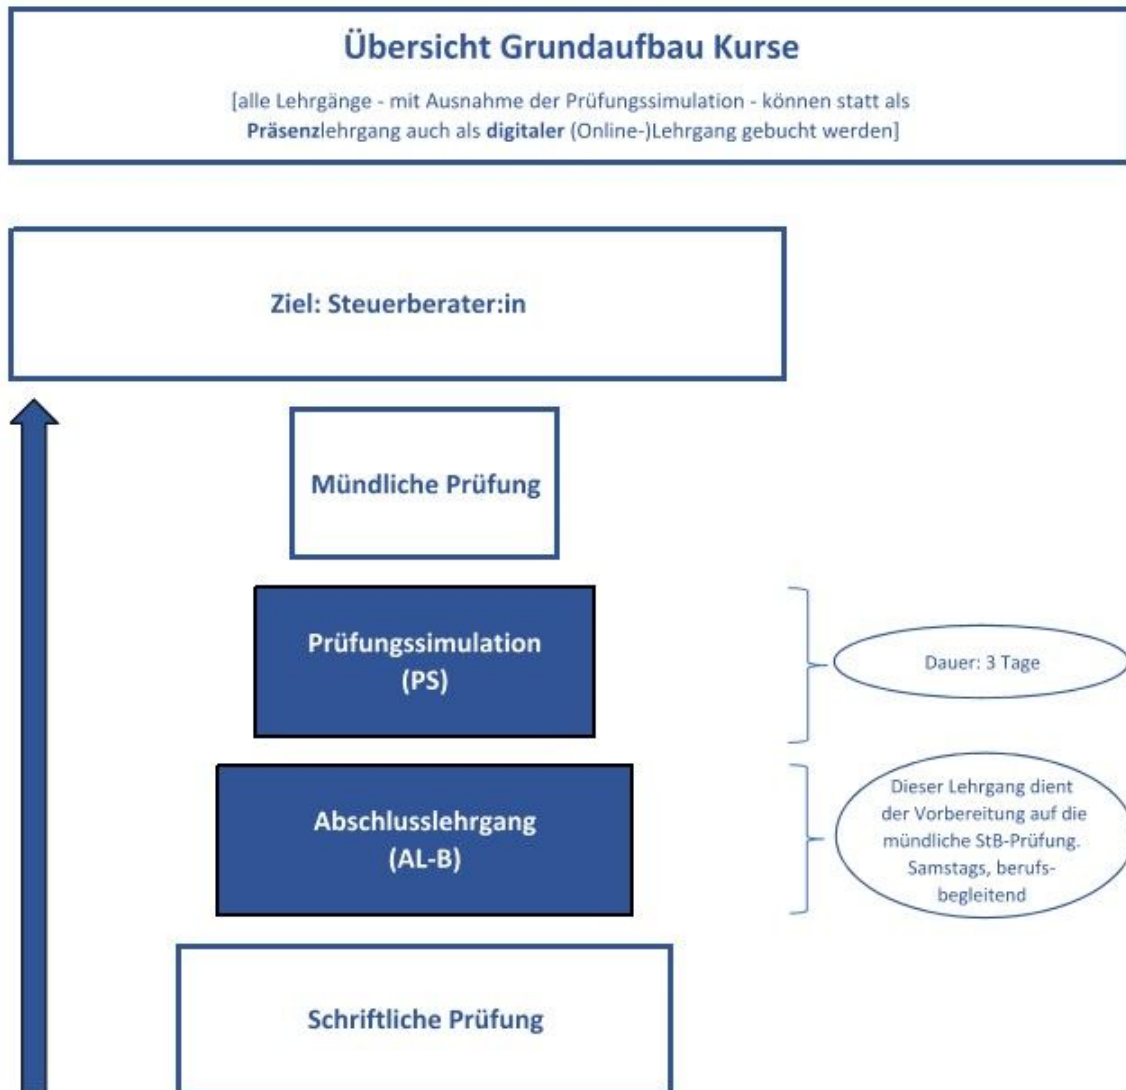 Übersicht Grundaufbau Kurse
[alle Lehrgänge - mit Ausnahme der Prüfungssimulation - können statt als
Präsenzlehrgang auch als digitaler (Online-)Lehrgang gebucht werden]
Ziel: Steuerberater:in
Mündliche Prüfung
Prüfungssimulation
(PS)
Dauer: 3 Tage
Abschlusslehrgang
(AL-B)
Dieser Lehrgang dient
der Vorbereitung auf die
mündliche StB-Prüfung.
Samstags, berufs-
begleitend
Schriftliche Prüfung